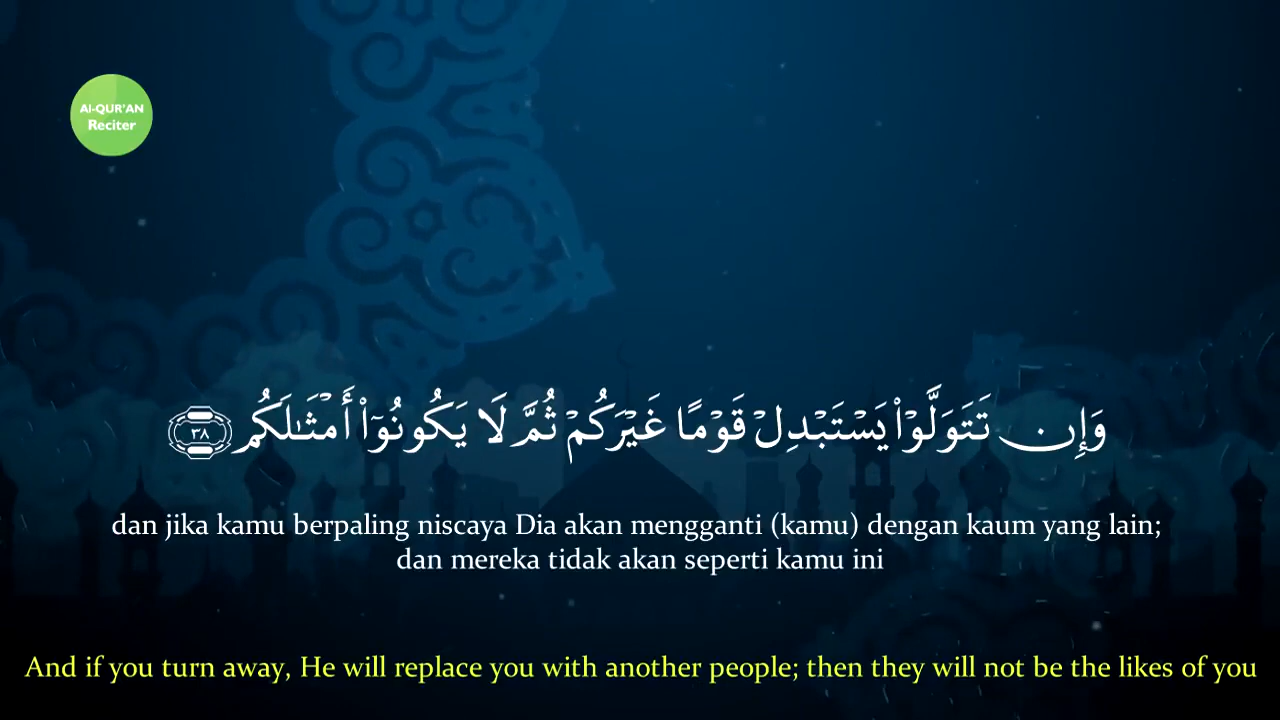 Al-QUR'AN
Reciter
وَإِن تَتَوَلَّوْا۟ يَسْتَبْدِلْ قَوْمًا غَيْرَكُمْ ثُمَّ لَا يَكُونُوٓا۟ أَمْثَـٰلَكُم ٣٨
dan jika kamu berpaling niscaya Dia akan mengganti (kamu) dengan kaum yang lain;
dan mereka tidak akan seperti kamu ini
And if you turn away, He will replace you with another people; then they will not be the likes of you